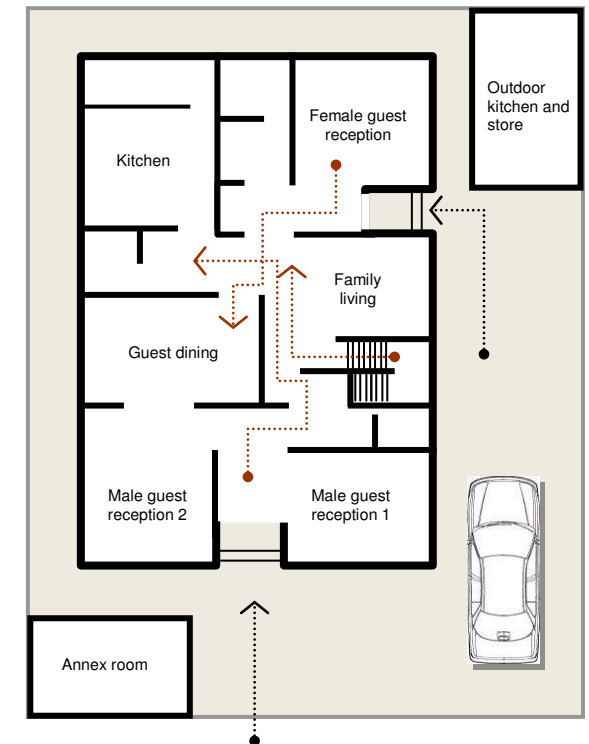 Outdoor
kitchen and
store
Female guest
reception
Kitchen
Family
living
Guest dining
Male guest
reception 2
Male guest
reception 1
Annex room